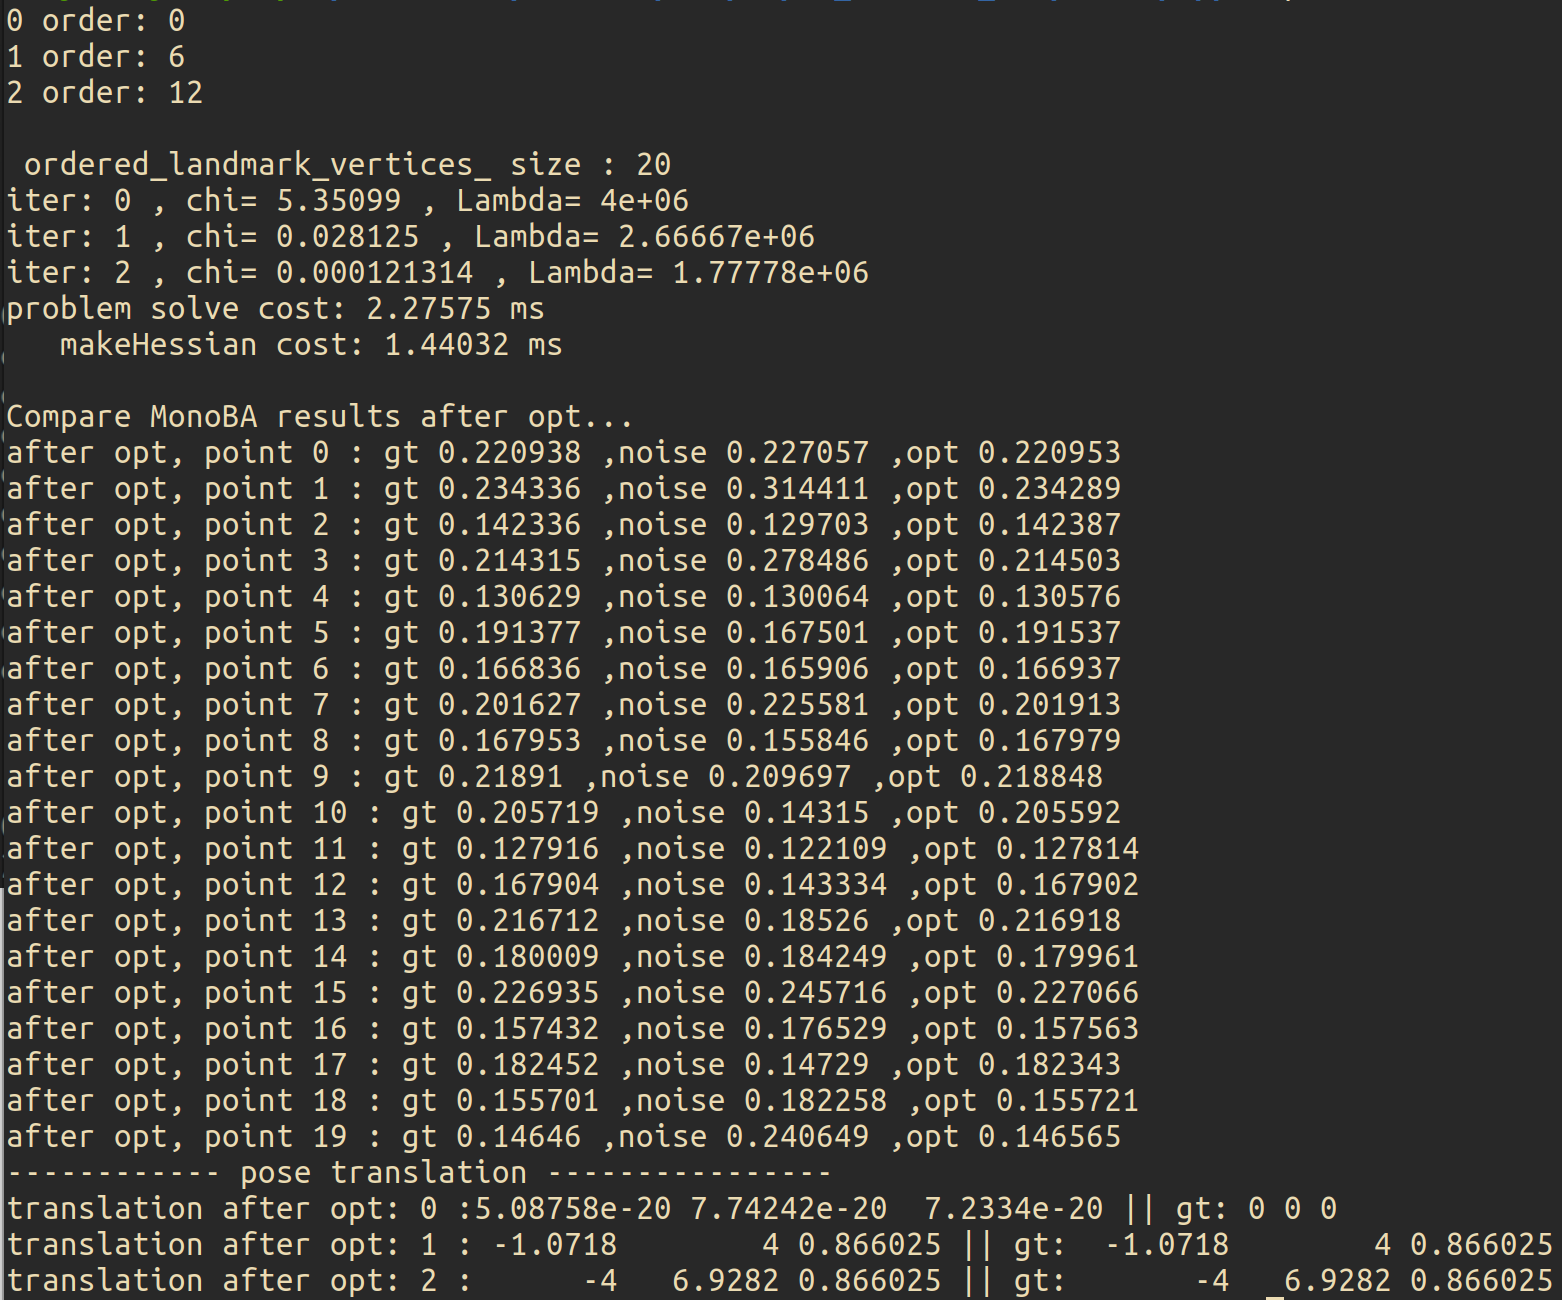 0 order: 0
1 order: 6
2 order: 12
ordered_landmark_vertices_ size : 20
iter: 0 , chi= 5.35099 , Lambda= 4e+06
iter: 1 , chi= 0.028125 , Lambda= 2.66667e+06
iter: 2 , chi= 0.000121314 , Lambda= 1.77778e+06
problem solve cost: 2.27575 ms
   makeHessian cost: 1.44032 ms
Compare MonoBA results after opt...
after opt, point 0 : gt 0.220938 ,noise 0.227057 ,opt 0.220953
after opt, point 1 : gt 0.234336 ,noise 0.314411 ,opt 0.234289
after opt, point 2 : gt 0.142336 ,noise 0.129703 ,opt 0.142387
after opt, point 3 : gt 0.214315 ,noise 0.278486 ,opt 0.214503
after opt, point 4 : gt 0.130629 ,noise 0.130064 ,opt 0.130576
after opt, point 5 : gt 0.191377 ,noise 0.167501 ,opt 0.191537
after opt, point 6 : gt 0.166836 ,noise 0.165906 ,opt 0.166937
after opt, point 7 : gt 0.201627 ,noise 0.225581 ,opt 0.201913
after opt, point 8 : gt 0.167953 ,noise 0.155846 ,opt 0.167979
after opt, point 9 : gt 0.21891 ,noise 0.209697 ,opt 0.218848
after opt, point 10 : gt 0.205719 ,noise 0.14315 ,opt 0.205592
after opt, point 11 : gt 0.127916 ,noise 0.122109 ,opt 0.127814
after opt, point 12 : gt 0.167904 ,noise 0.143334 ,opt 0.167902
after opt, point 13 : gt 0.216712 ,noise 0.18526 ,opt 0.216918
after opt, point 14 : gt 0.180009 ,noise 0.184249 ,opt 0.179961
after opt, point 15 : gt 0.226935 ,noise 0.245716 ,opt 0.227066
after opt, point 16 : gt 0.157432 ,noise 0.176529 ,opt 0.157563
after opt, point 17 : gt 0.182452 ,noise 0.14729 ,opt 0.182343
after opt, point 18 : gt 0.155701 ,noise 0.182258 ,opt 0.155721
after opt, point 19 : gt 0.14646 ,noise 0.240649 ,opt 0.146565
------------ pose translation ----------------
translation after opt: 0 :5.08758e-20 7.74242e-20  7.2334e-20 || gt: 0 0 0
translation after opt: 1 : -1.0718        4 0.866025 || gt:  -1.0718        4 0.866025
translation after opt: 2 :      -4   6.9282 0.866025 || gt:       -4   6.9282 0.866025